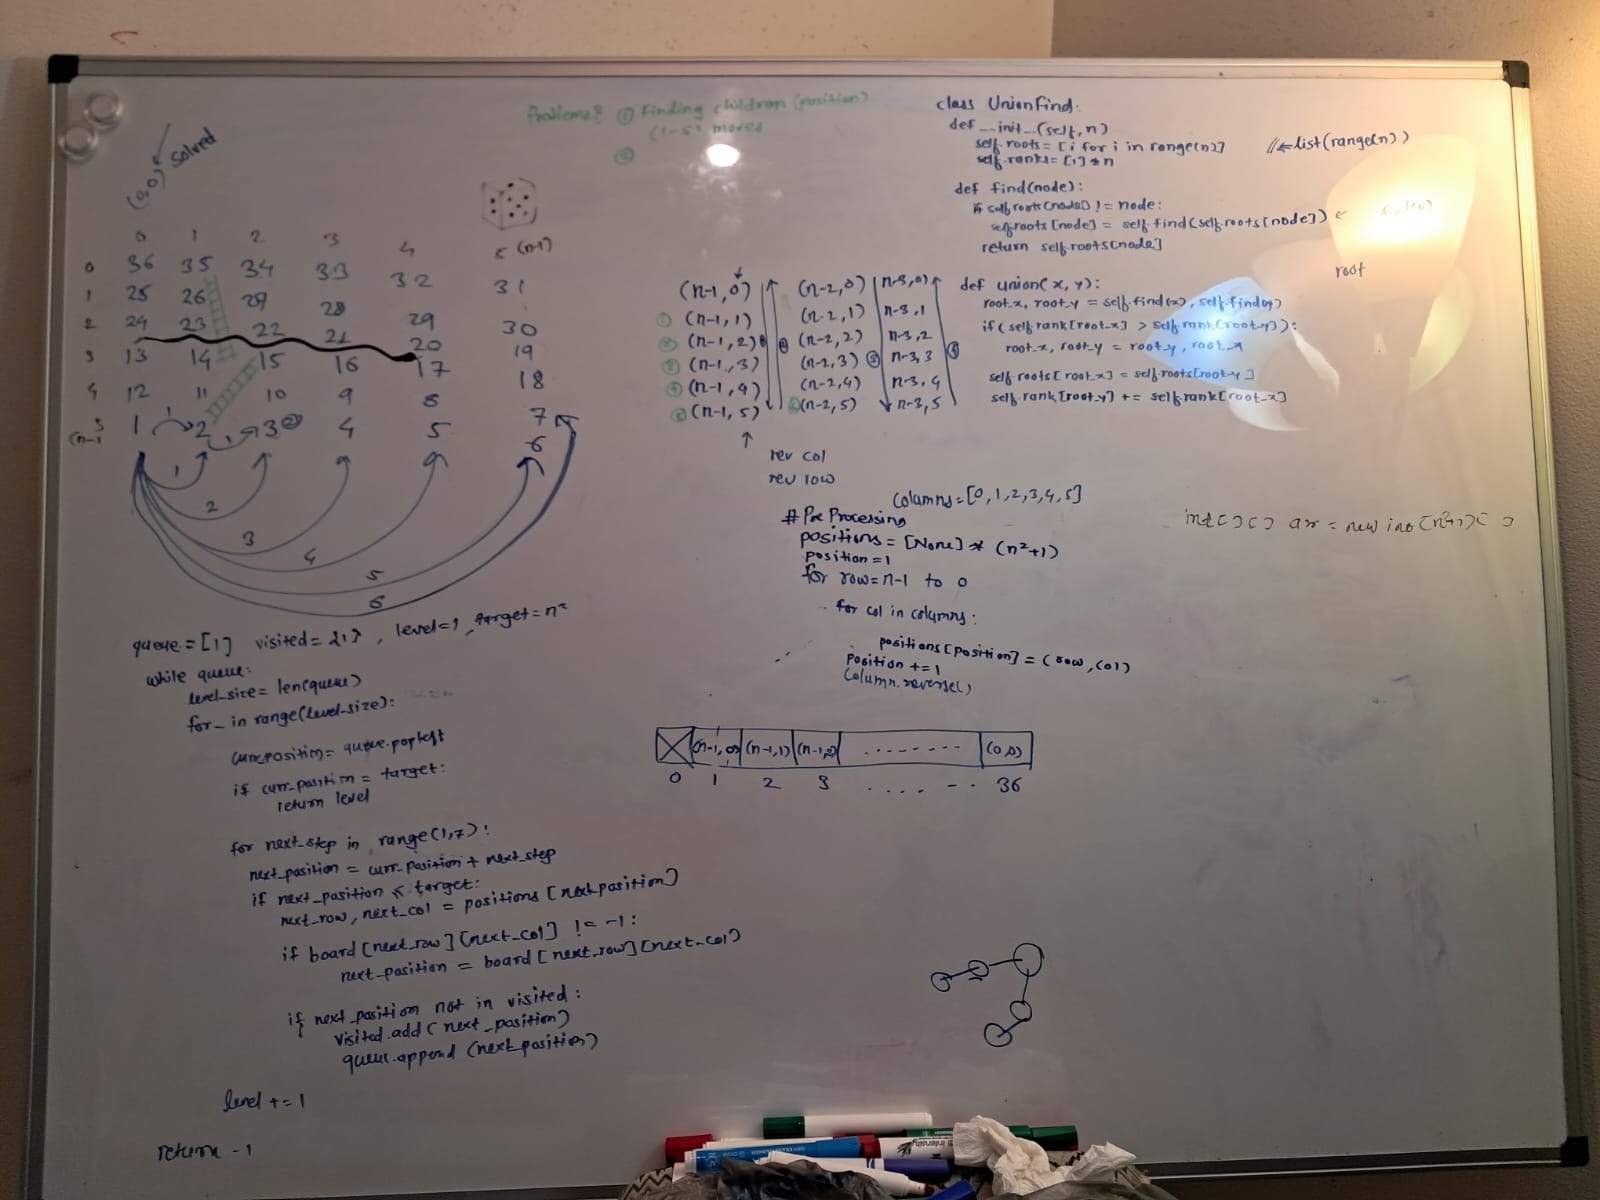 (0,0) solved
Problems? ① Finding children (position)
(1-6) moves
②
0 1 2 3 4 5 (n-1)
0 36 35 34 33 32 31
1 25 26 27 28 29 30
2 24 23 22 21 20 19
3 13 14 15 16 17 18
4 12 11 10 9 8 7
5 (n-1 1 2 3 4 5 6
1
1
1
2
3
4
5
6
queue = [1] visited = {1}, level=1, target = n²
while queue:
level_size = len(queue)
for _ in range(level_size):
curr_position = queue.popleft
if curr_position = target:
return level
for next_step in range(1,7):
next_position = curr_position + next_step
if next_position ≤ target:
next_row, next_col = positions [next position]
if board [next_row] [next_col] != -1:
next_position = board [next_row] [next_col]
if next_position not in visited:
visited.add (next_position)
queue.append (next position)
level += 1
return -1
(n-1, 0) (n-2, 0) n-3, 0)
① (n-1, 1) (n-2, 1) n-3, 1
② (n-1, 2) (n-2, 2) n-3, 2
③ (n-1, 3) (n-2, 3) n-3, 3
④ (n-1, 4) (n-2, 4) n-3, 4
(n-1, 5) (n-2, 5) n-3, 5
rev col
rev row
columns = [0,1,2,3,4,5]
# Pre Processing
positions = [None] * (n²+1)
position = 1
for row = n-1 to 0
for col in columns:
positions [position] = (row, col)
Position += 1
Column.reverse()
(n-1, 0) (n-1, 1) (n-1, 2) ........ (0,0)
0 1 2 3 .... -. 36
class UnionFind:
def __init__(self, n)
self.roots = [i for i in range(n)] // ← list(range(n))
self.ranks = [1] * n
def find(node):
if self.roots[node] != node:
self.roots [node] = self.find(self.roots[node]) ←
return self.roots[node]
root
def union(x, y):
root_x, root_y = self.find(x), self.find(y)
if (self.rank[root_x] > self.rank[root_y]):
root_x, root_y = root_y, root_x
self.roots[root_x] = self.roots[root_y]
self.rank[root_y] += self.rank[root_x]
int[][] arr = new int[n²+1][ ]